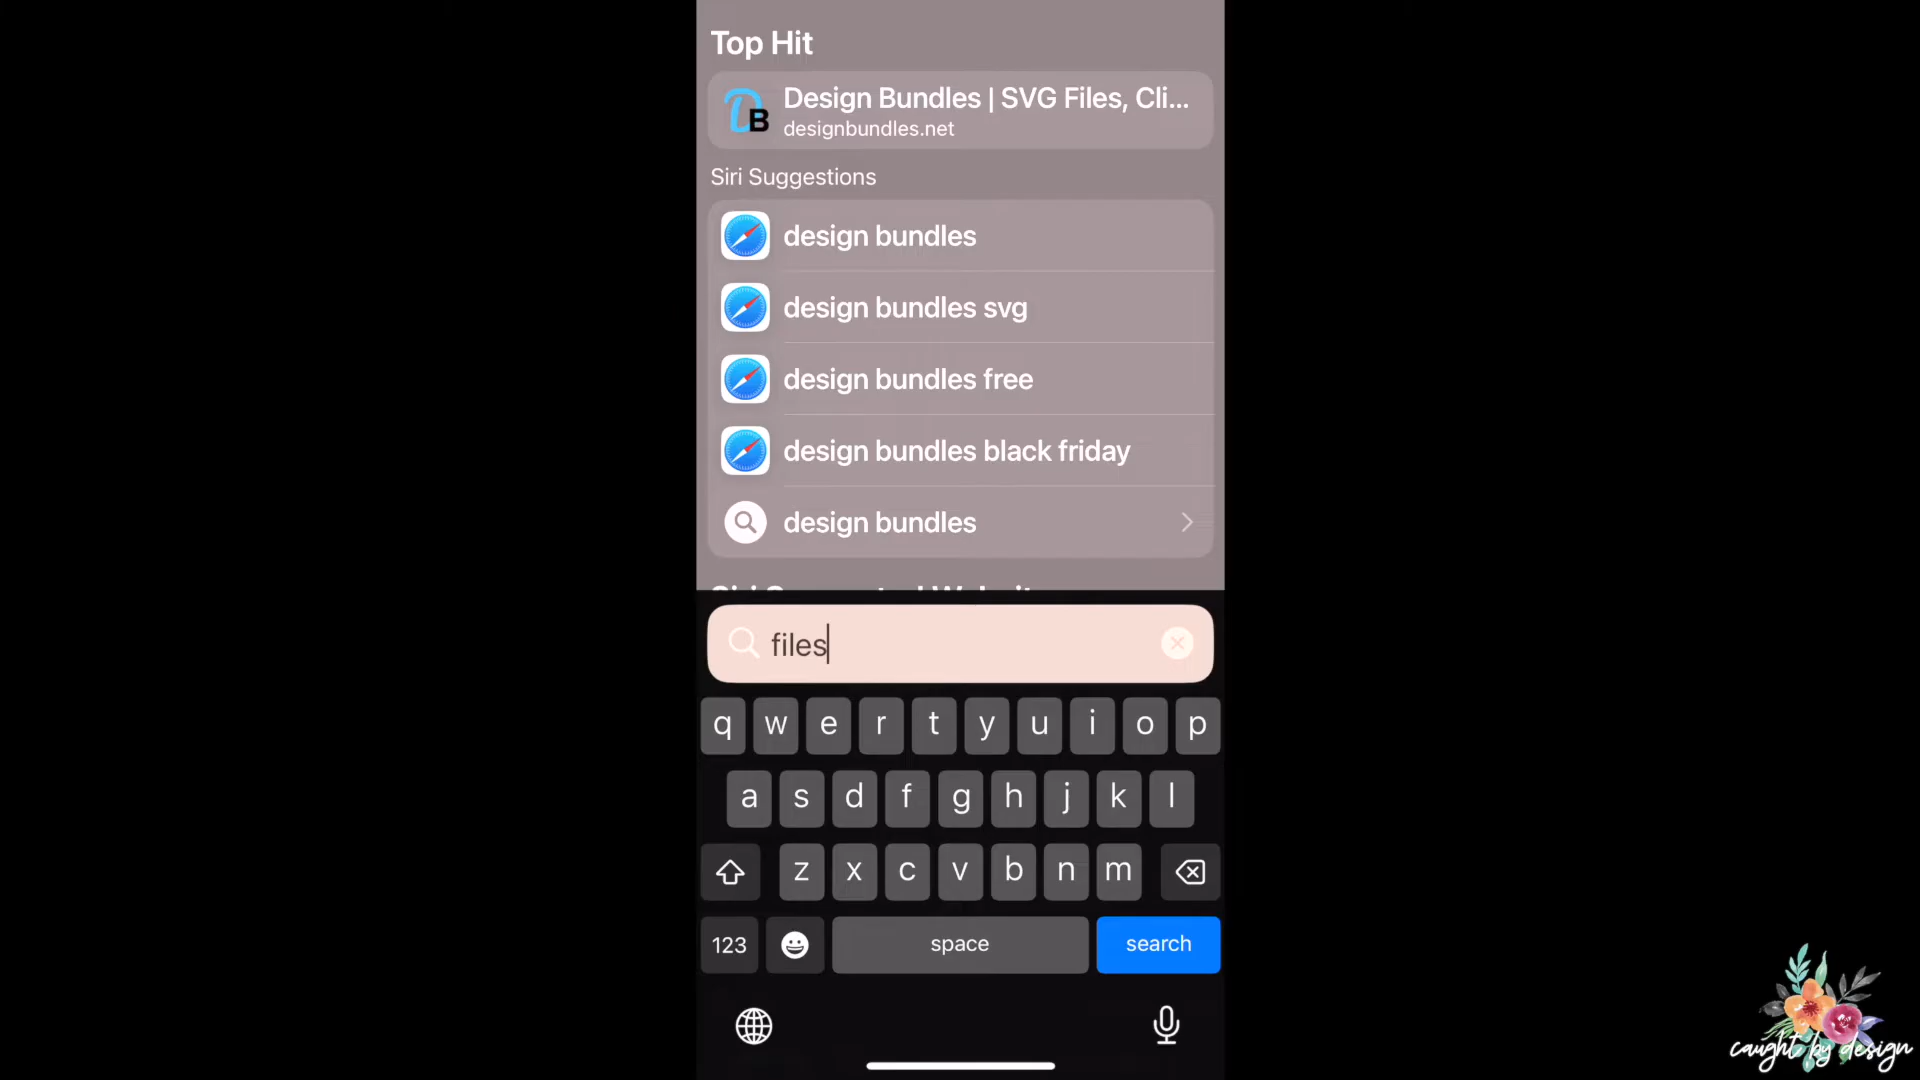 Top Hit
Design Bundles | SVG Files, Cli...
designbundles.net
Siri Suggestions
design bundles
design bundles svg
design bundles free
design bundles black friday
design bundles
files
q w e r t y u i o p
a s d f g h j k l
z x c v b n m
123 space search
caught by design